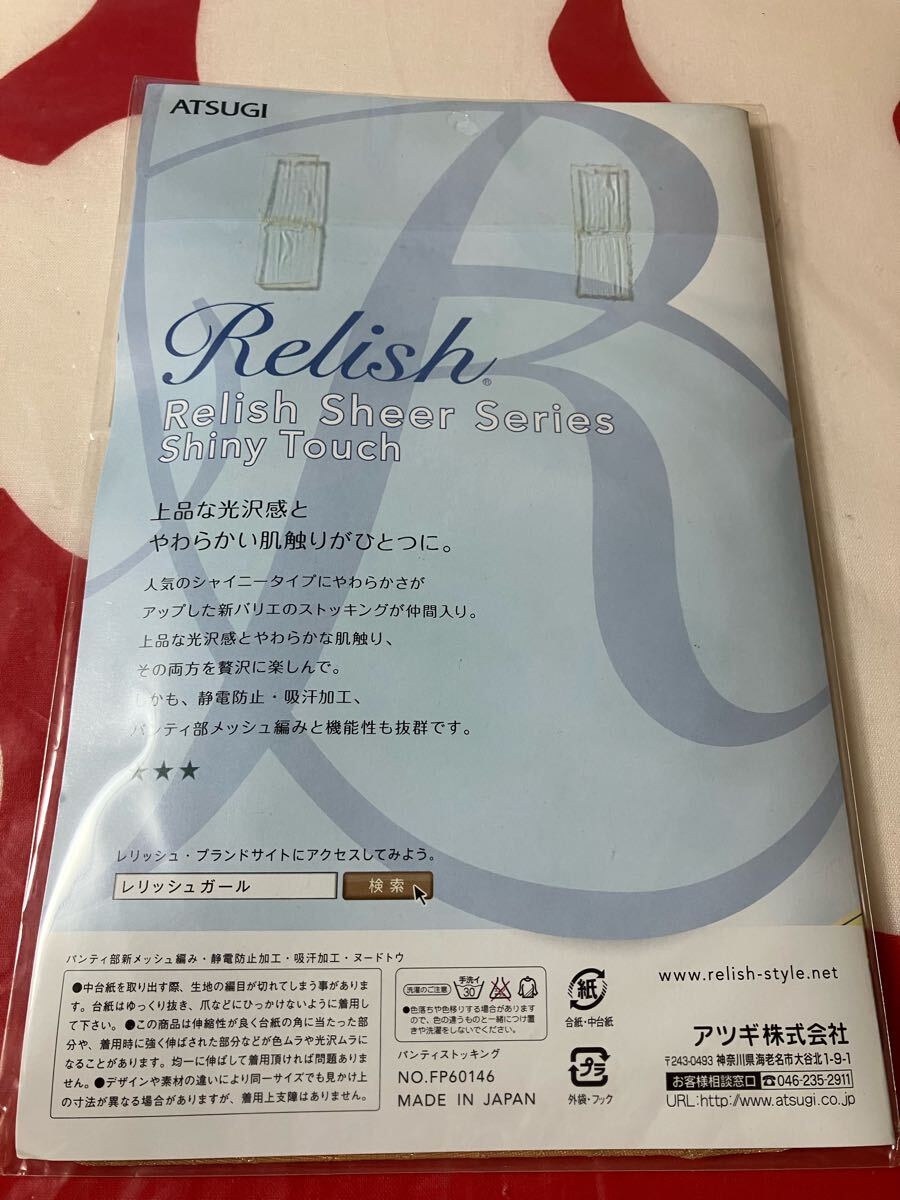 ATSUGI
Relish®
Relish Sheer Series
Shiny Touch
上品な光沢感と
やわらかい肌触りがひとつに。
人気のシャイニータイプにやわらかさが
アップした新バリエのストッキングが仲間入り。
上品な光沢感とやわらかな肌触り、
その両方を贅沢に楽しんで。
しかも、静電防止・吸汗加工、
パンティ部メッシュ編みと機能性も抜群です。
★★★
レリッシュ・ブランドサイトにアクセスしてみよう。
レリッシュガール 検索
パンティ部新メッシュ編み・静電防止加工・吸汗加工・ヌードトウ
●中台紙を取り出す際、生地の編目が切れてしまう事がありま
す。台紙はゆっくり抜き、爪などにひっかけないように着用し
て下さい。●この商品は伸縮性が良く台紙の角に当たった部
分や、着用時に強く伸ばされた部分などが色ムラや光沢ムラに
なることがあります。均一に伸ばして着用頂ければ問題ありま
せん。●デザインや素材の違いにより同一サイズでも見かけ上
の寸法が異なる場合がありますが、着用上支障はありません。
洗濯のご注意 手洗イ 30
●色落ちや色移りする場合があります
ので、色の違うものと一緒につけ置
きや洗濯をしないでください。
パンティストッキング
NO.FP60146
MADE IN JAPAN
紙
台紙・中台紙
プラ
外袋・フック
www.relish-style.net
アツギ株式会社
〒243-0493 神奈川県海老名市大谷北1-9-1
お客様相談窓口 ☎046-235-2911
URL:http://www.atsugi.co.jp